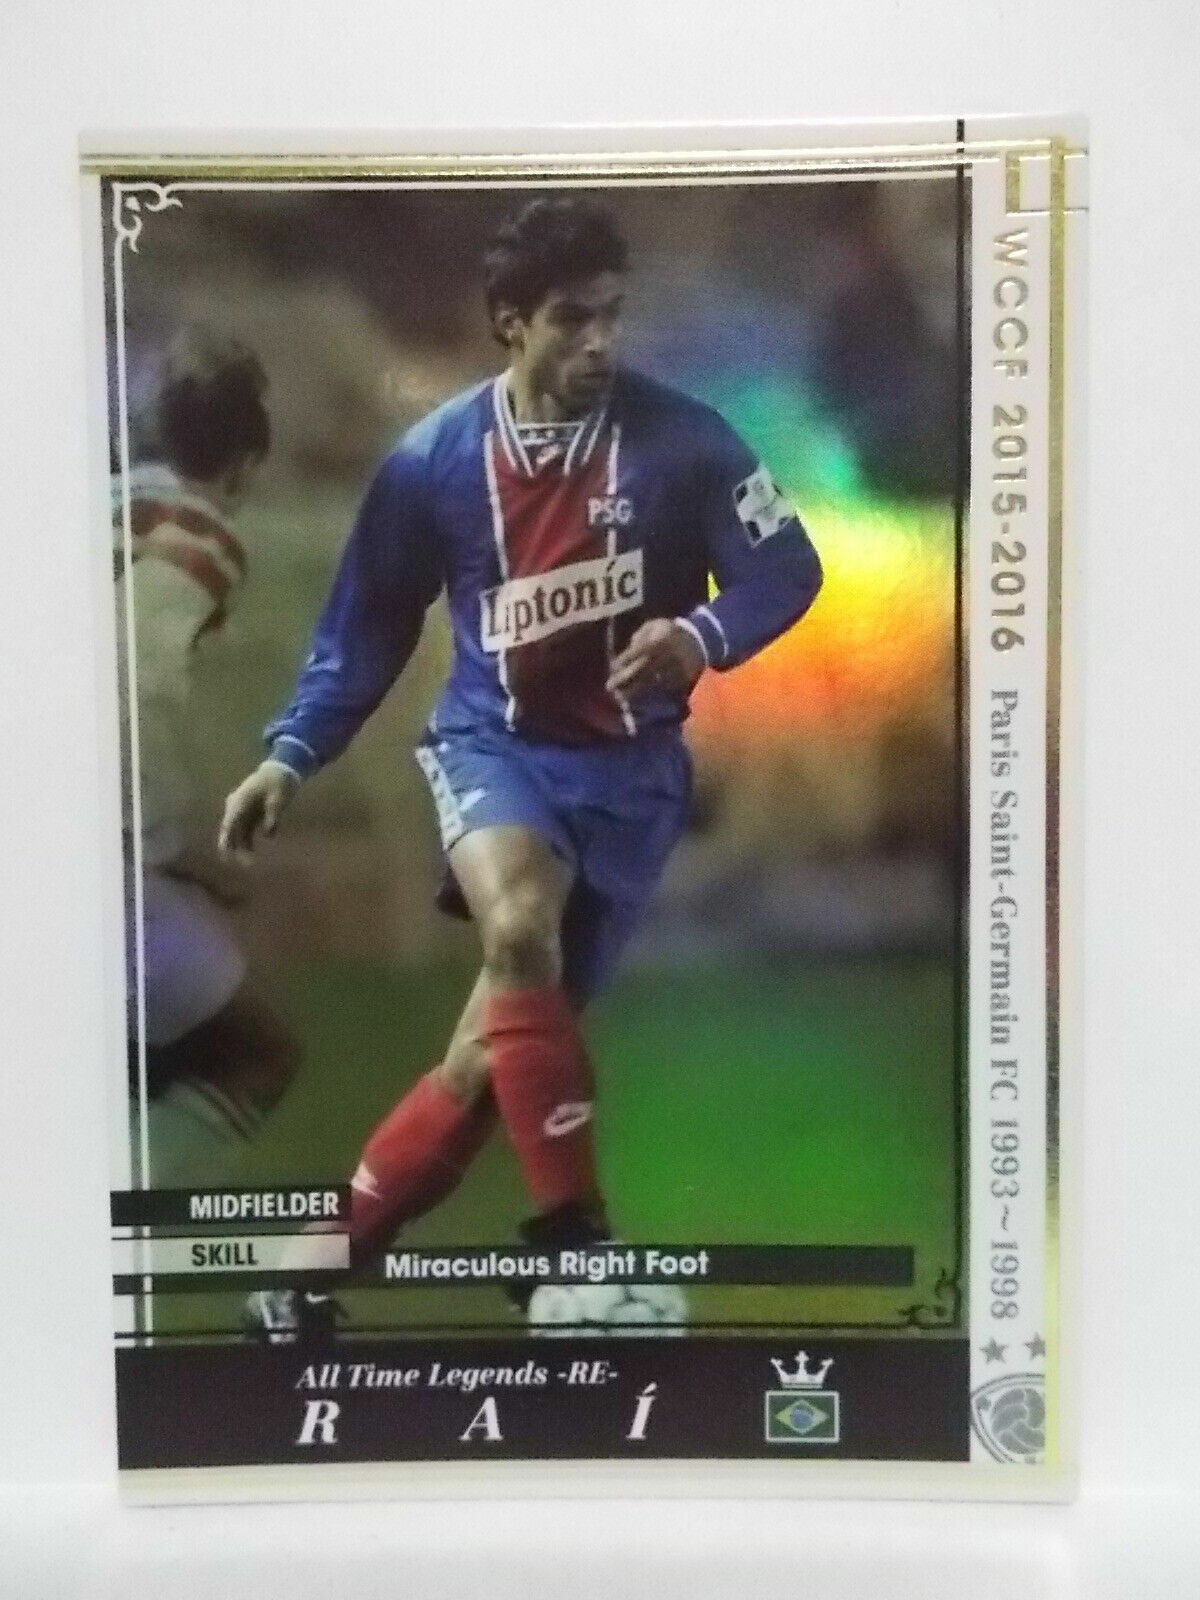 WCCF 2015-2016 Paris Saint-Germain FC 1993~1998
PSG
Liptonic
MIDFIELDER
SKILL
Miraculous Right Foot
All Time Legends -RE-
RAÍ